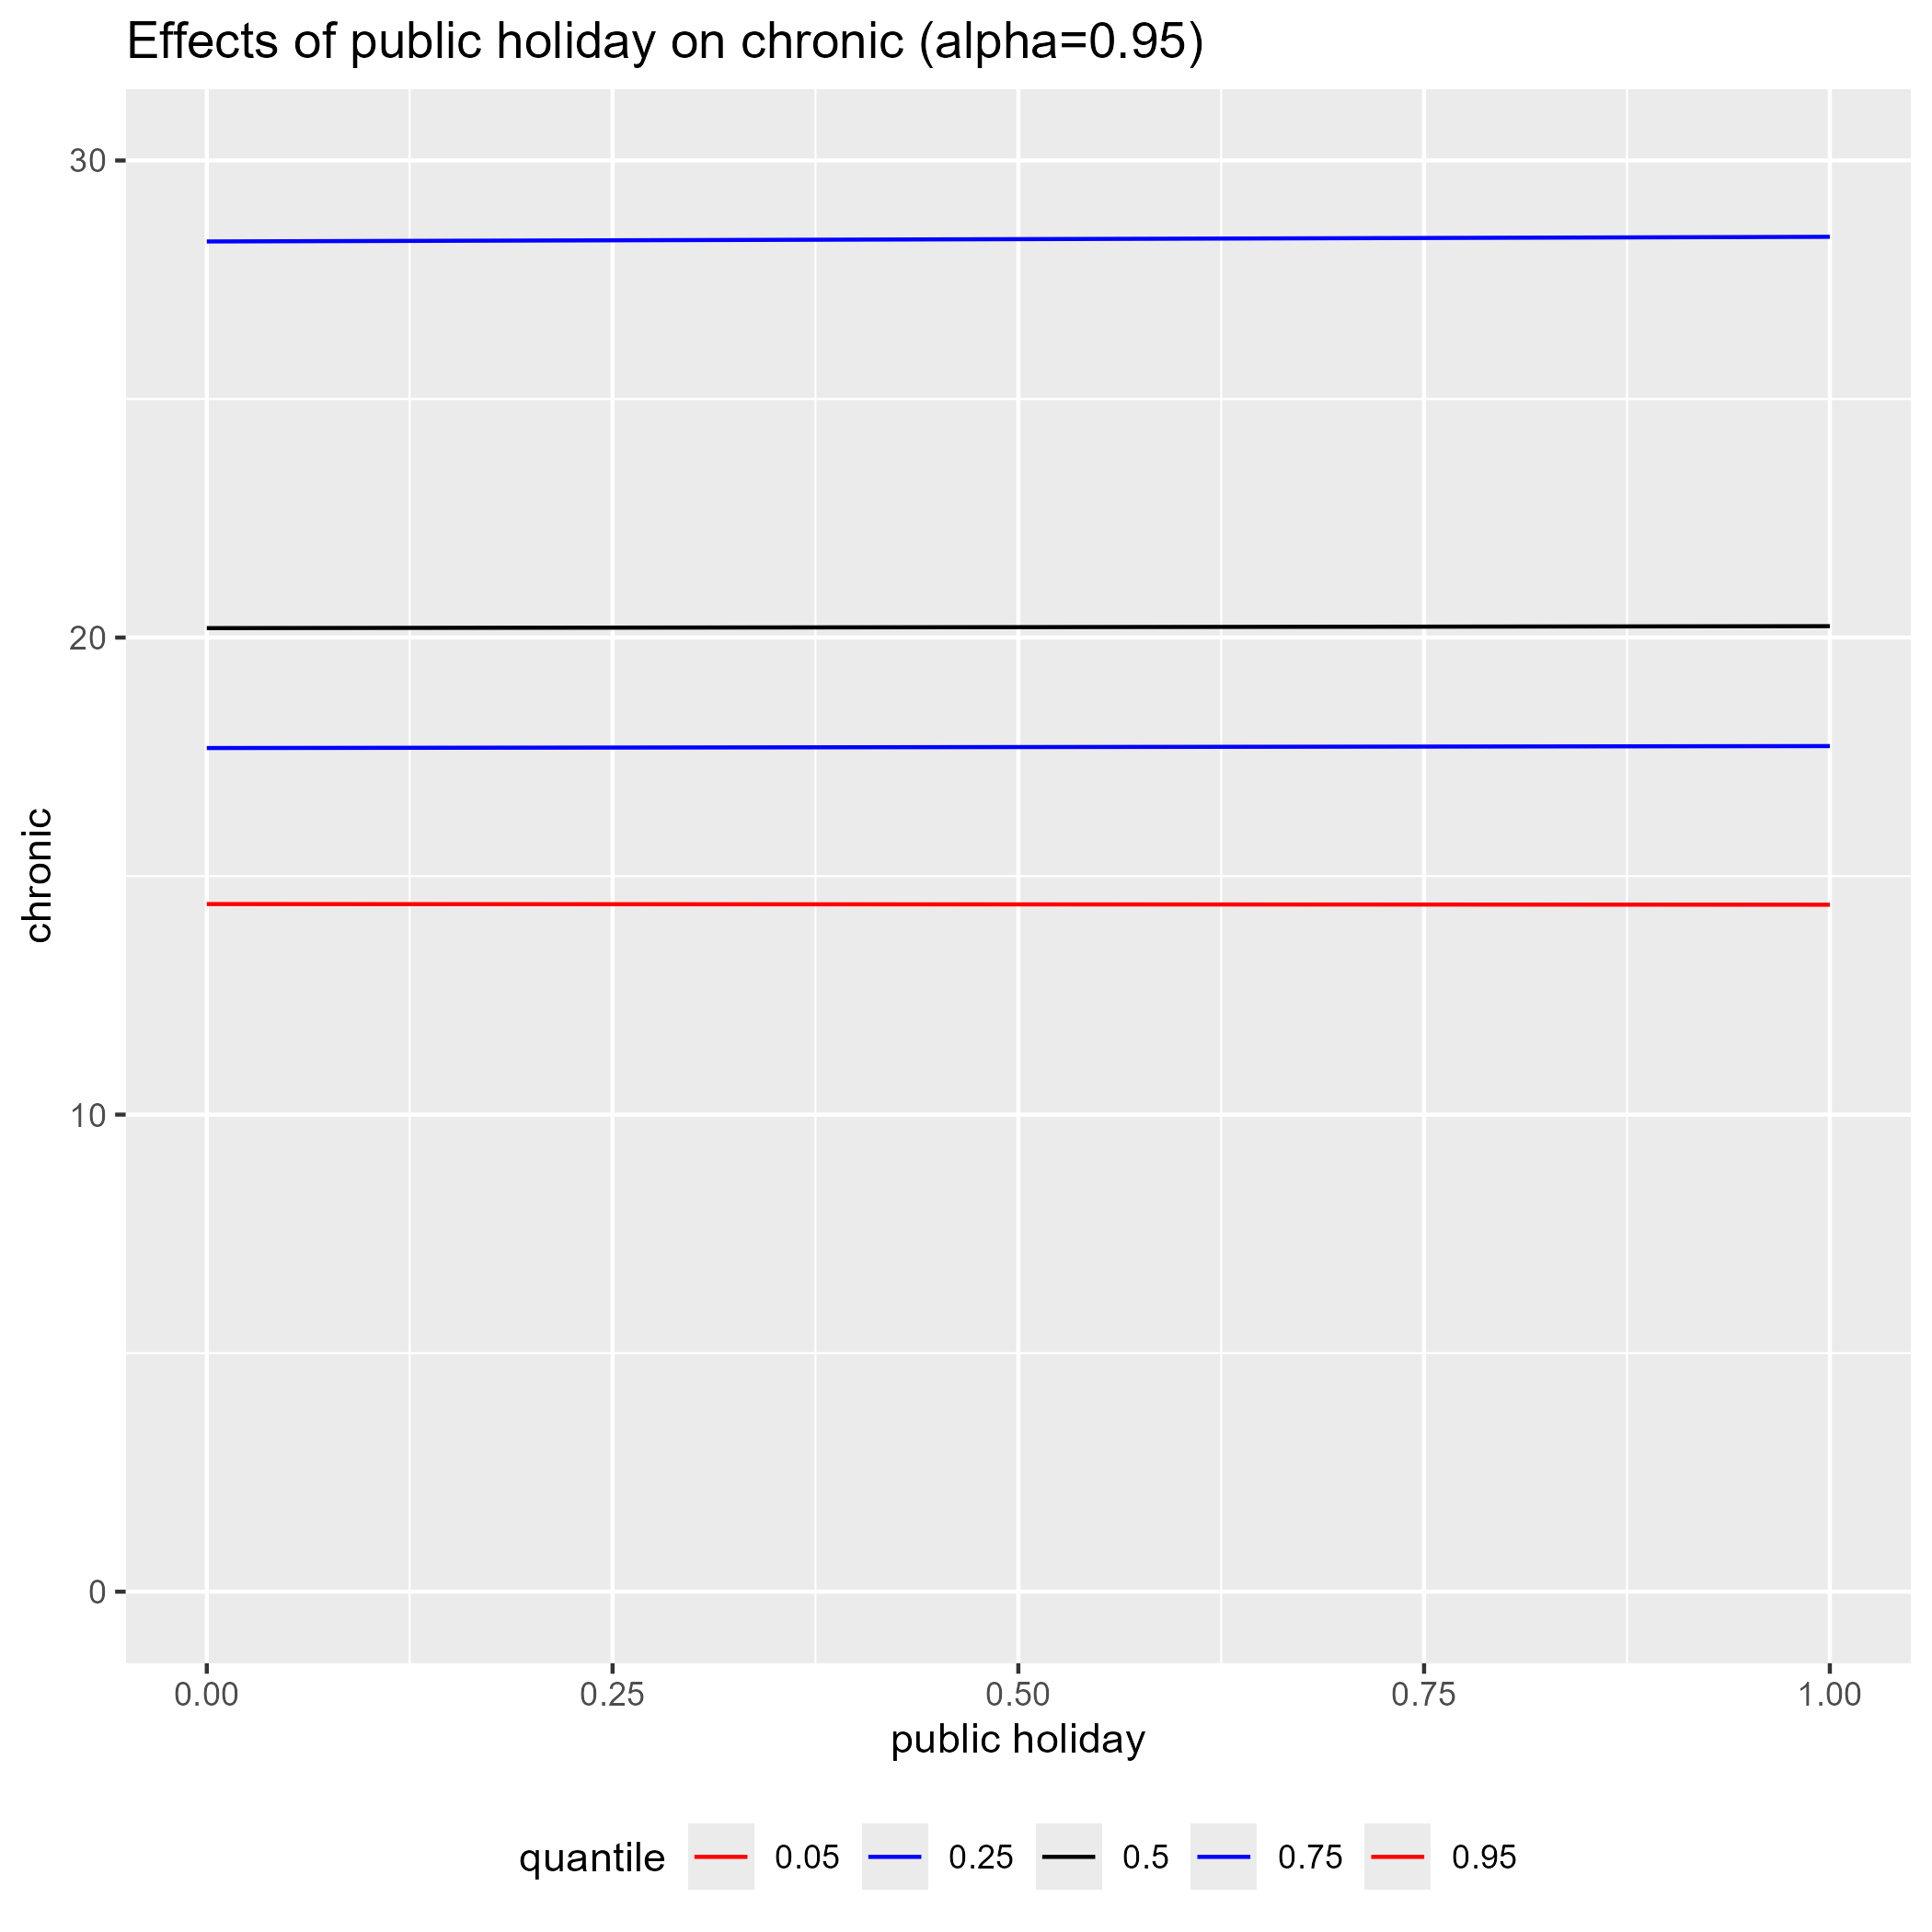 Effects of public holiday on chronic (alpha=0.95)
30
20
10
0
chronic
0.00 0.25 0.50 0.75 1.00
public holiday
quantile 0.05 0.25 0.5 0.75 0.95